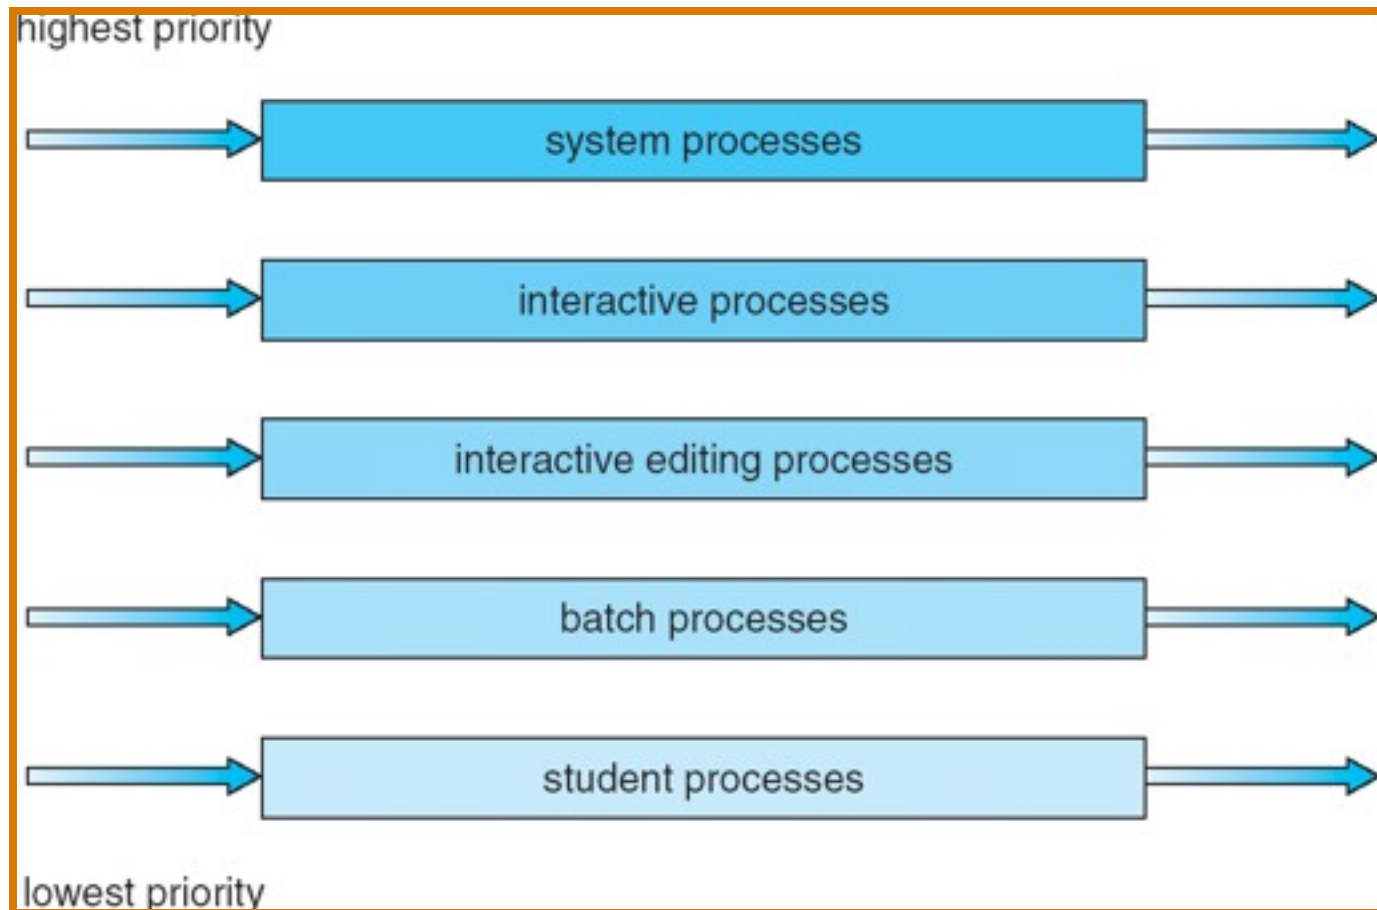 highest priority
system processes
interactive processes
interactive editing processes
batch processes
student processes
lowest priority